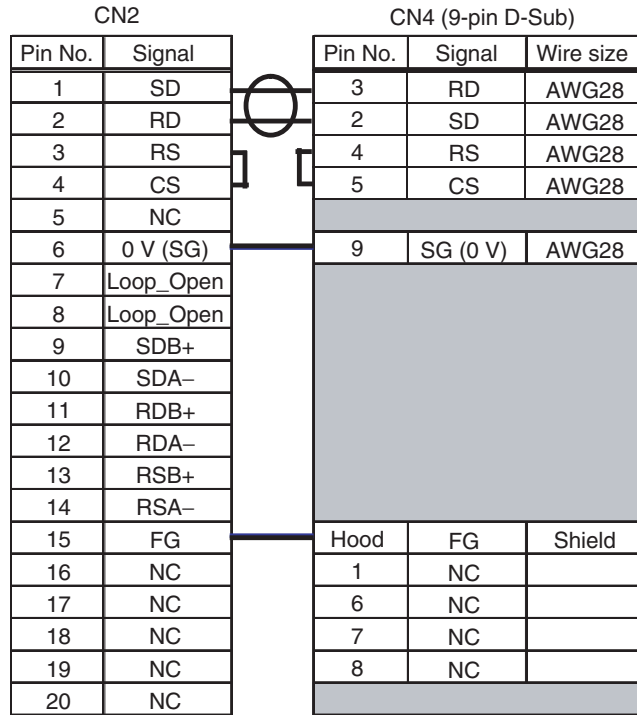 CN2 CN4 (9-pin D-Sub)
Pin No. Signal Pin No. Signal Wire size
1 SD 3 RD AWG28
2 RD 2 SD AWG28
3 RS 4 RS AWG28
4 CS 5 CS AWG28
5 NC
6 0 V (SG) 9 SG (0 V) AWG28
7 Loop_Open
8 Loop_Open
9 SDB+
10 SDA−
11 RDB+
12 RDA−
13 RSB+
14 RSA−
15 FG Hood FG Shield
16 NC 1 NC
17 NC 6 NC
18 NC 7 NC
19 NC 8 NC
20 NC